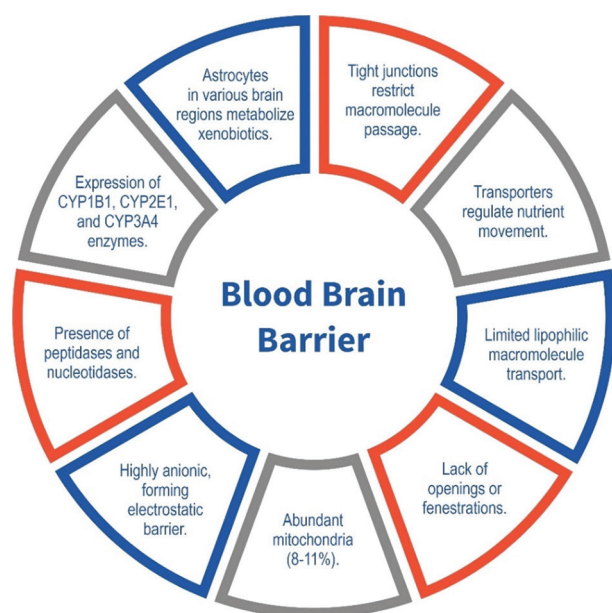 Blood Brain
Barrier
Tight junctions
restrict
macromolecule
passage.
Transporters
regulate nutrient
movement.
Limited lipophilic
macromolecule
transport.
Lack of
openings or
fenestrations.
Abundant
mitochondria
(8-11%).
Highly anionic,
forming
electrostatic
barrier.
Presence of
peptidases and
nucleotidases.
Expression of
CYP1B1, CYP2E1,
and CYP3A4
enzymes.
Astrocytes
in various brain
regions metabolize
xenobiotics.